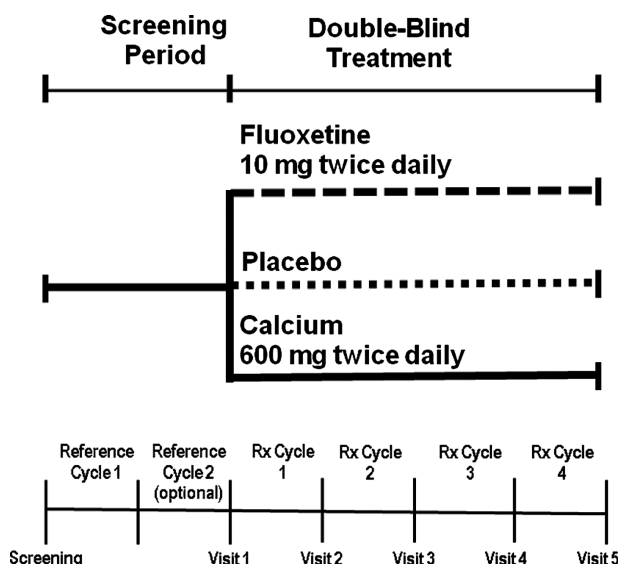 Screening
Period
Double-Blind
Treatment
Fluoxetine
10 mg twice daily
Placebo
Calcium
600 mg twice daily
Reference
Cycle 1
Reference
Cycle 2
(optional)
Rx Cycle
1
Rx Cycle
2
Rx Cycle
3
Rx Cycle
4
Screening
Visit 1
Visit 2
Visit 3
Visit 4
Visit 5